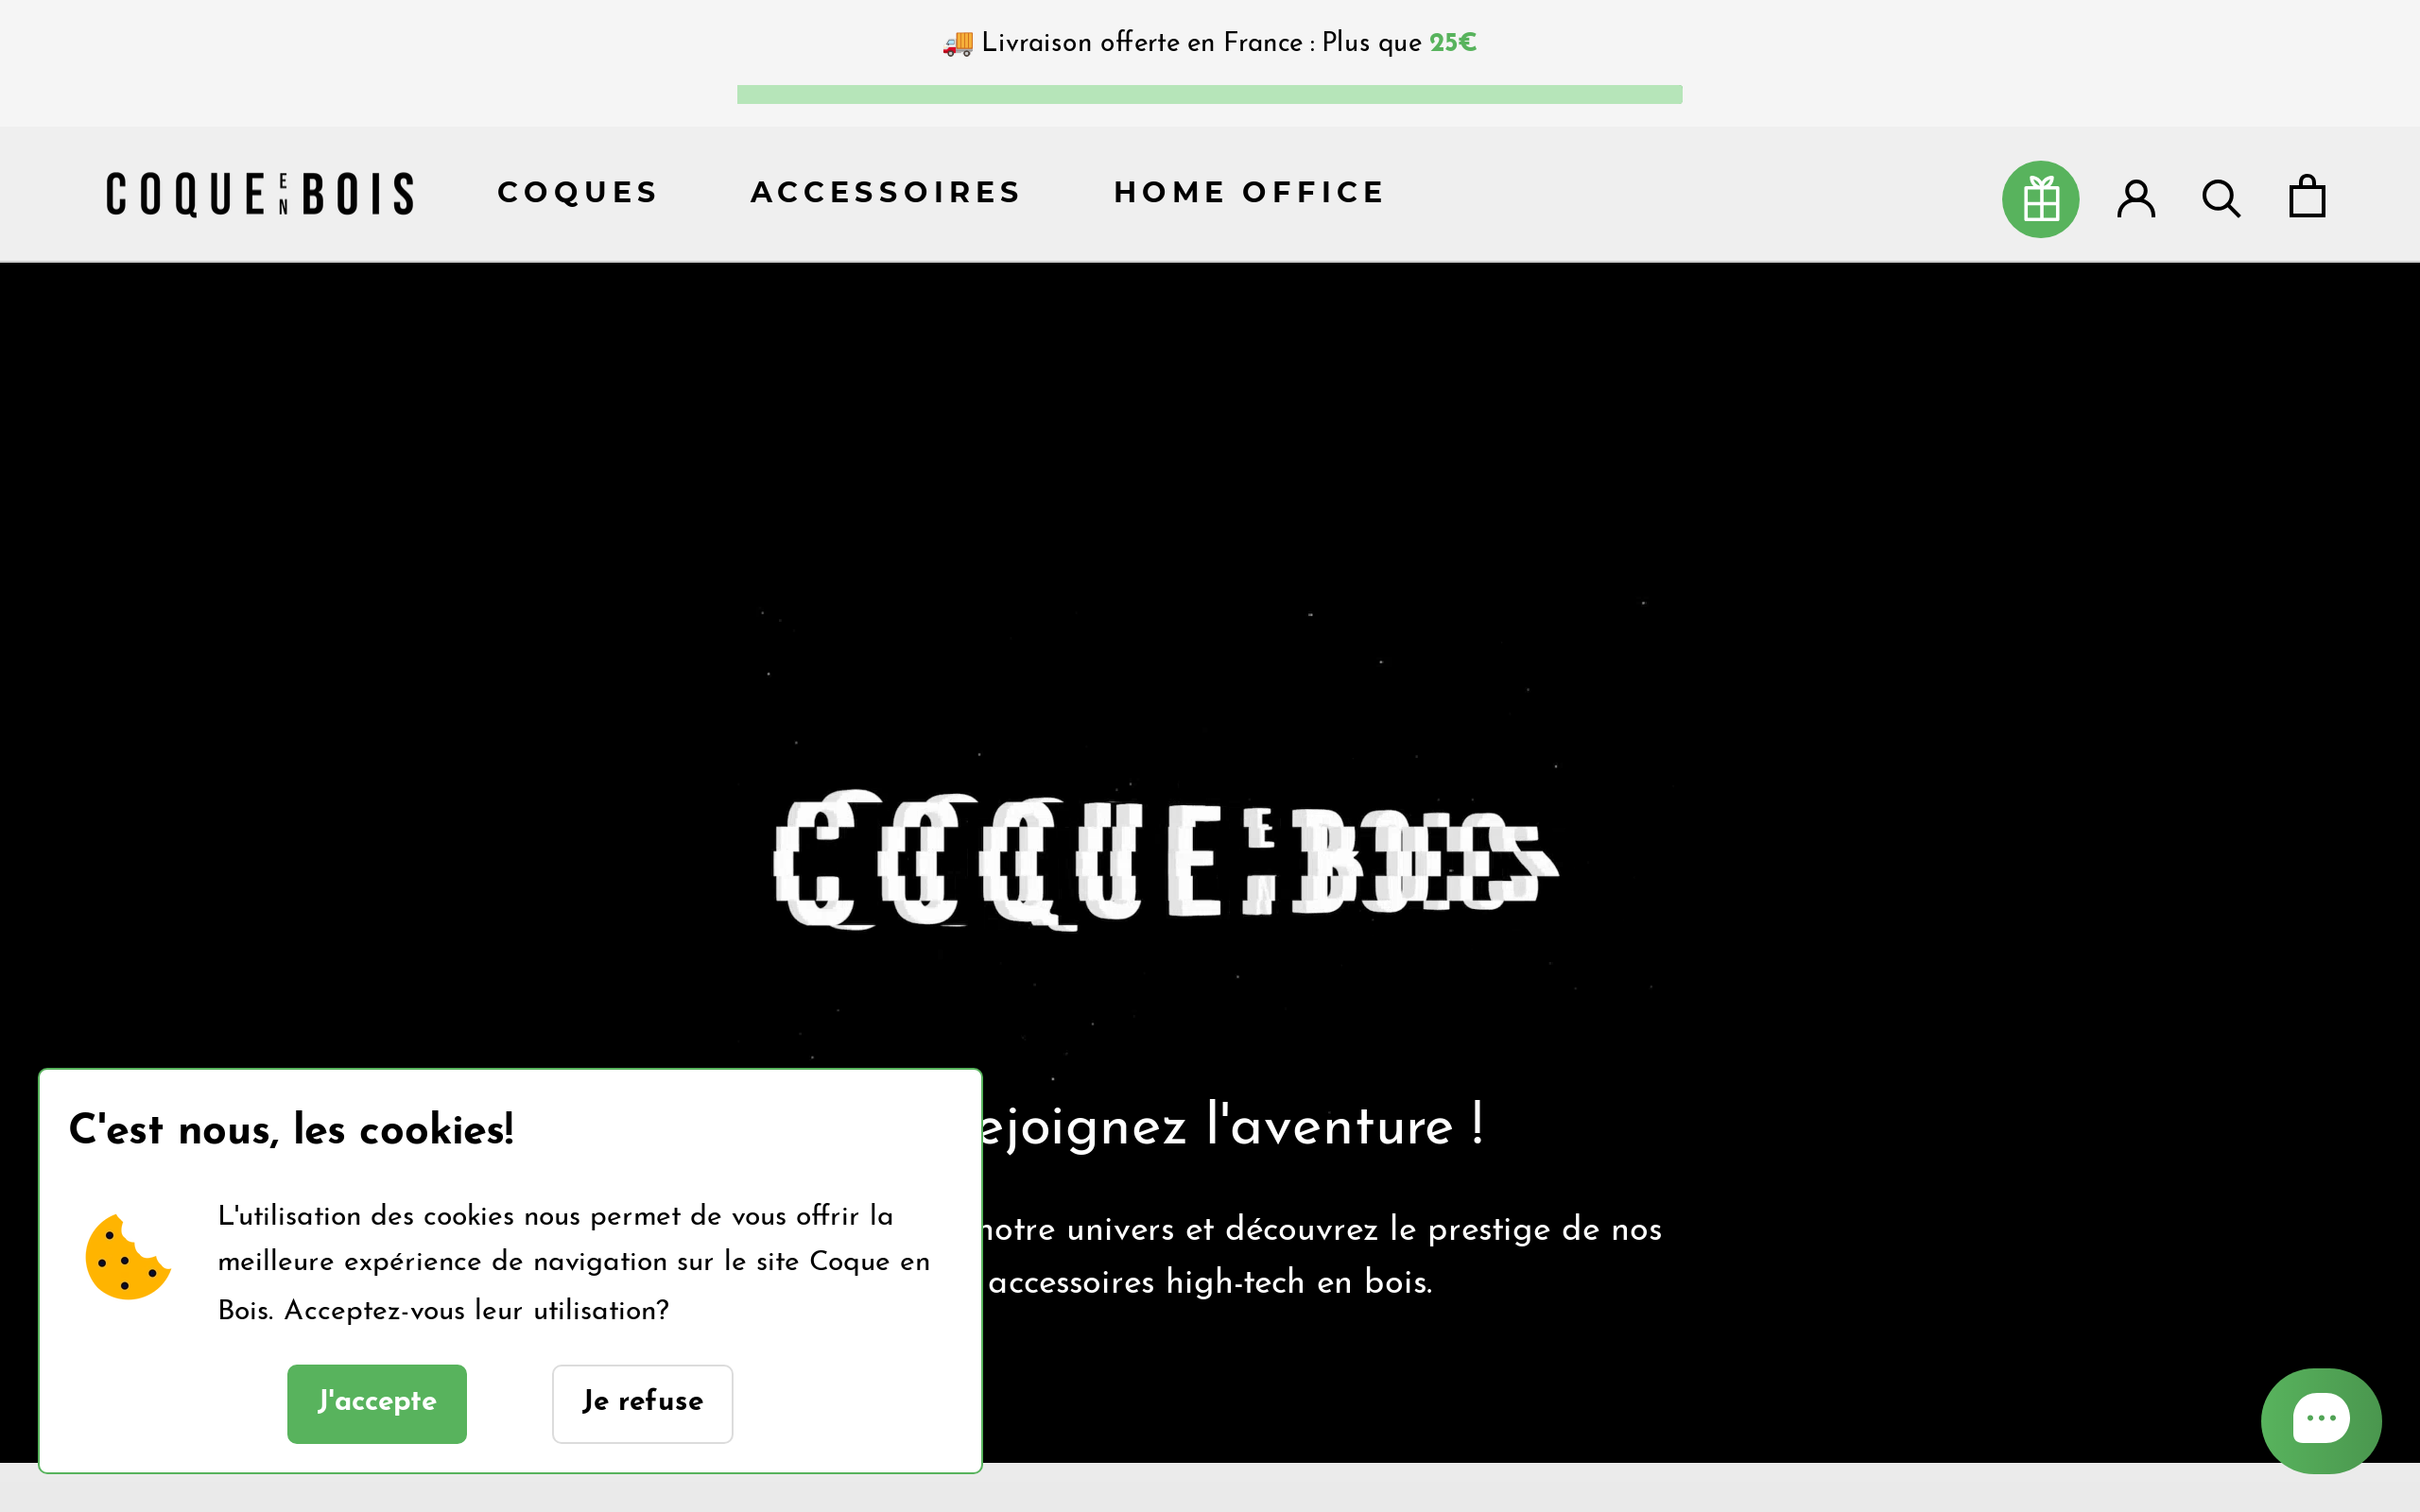 🚚 Livraison offerte en France : Plus que 25€
COQUE EN BOIS
COQUES
ACCESSOIRES
HOME OFFICE
COQUE EN BOIS
ejoignez l'aventure !
notre univers et découvrez le prestige de nos
accessoires high-tech en bois.
C'est nous, les cookies!
L'utilisation des cookies nous permet de vous offrir la
meilleure expérience de navigation sur le site Coque en
Bois. Acceptez-vous leur utilisation?
J'accepte
Je refuse